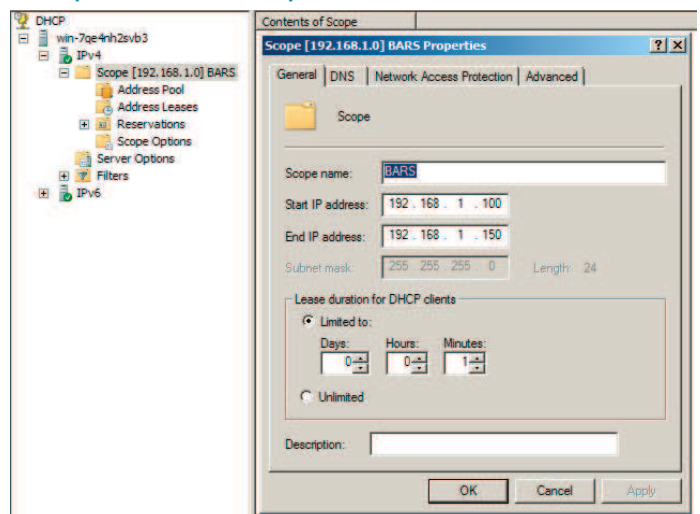 DHCP
win-7qe4nh2svb3
IPv4
Scope [192.168.1.0] BARS
Address Pool
Address Leases
Reservations
Scope Options
Server Options
Filters
IPv6
Contents of Scope
Scope [192.168.1.0] BARS Properties
General DNS Network Access Protection Advanced
Scope
Scope name: BARS
Start IP address: 192 . 168 . 1 . 100
End IP address: 192 . 168 . 1 . 150
Subnet mask: 255 . 255 . 255 . 0 Length: 24
Lease duration for DHCP clients
Limited to:
Days: Hours: Minutes:
0 0 1
Unlimited
Description:
OK Cancel Apply